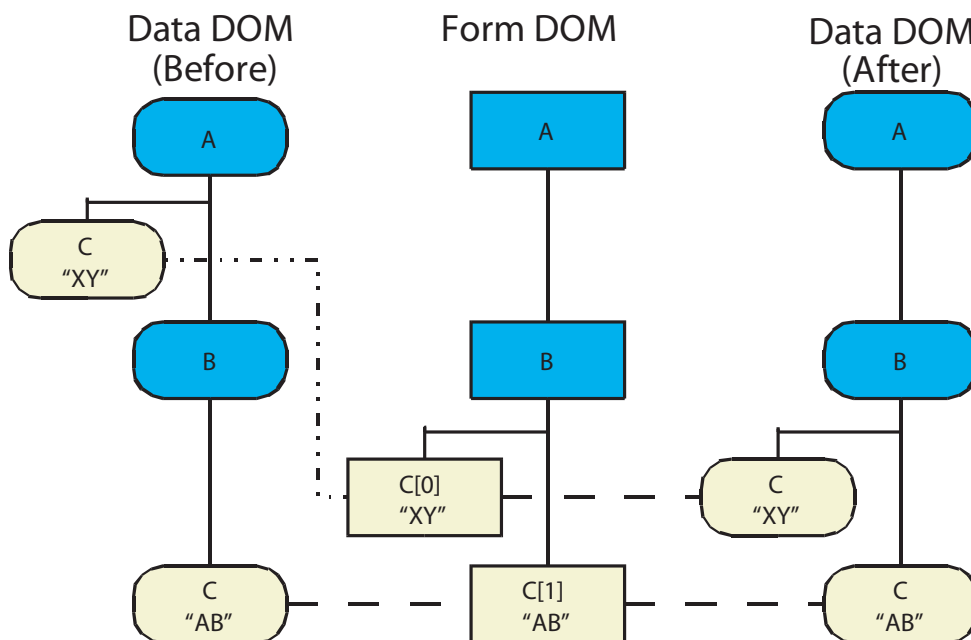 Data DOM
(Before)
Form DOM
Data DOM
(After)
A
A
A
C
“XY”
B
B
B
C[0]
“XY”
C
“XY”
C
“AB”
C[1]
“AB”
C
“AB”